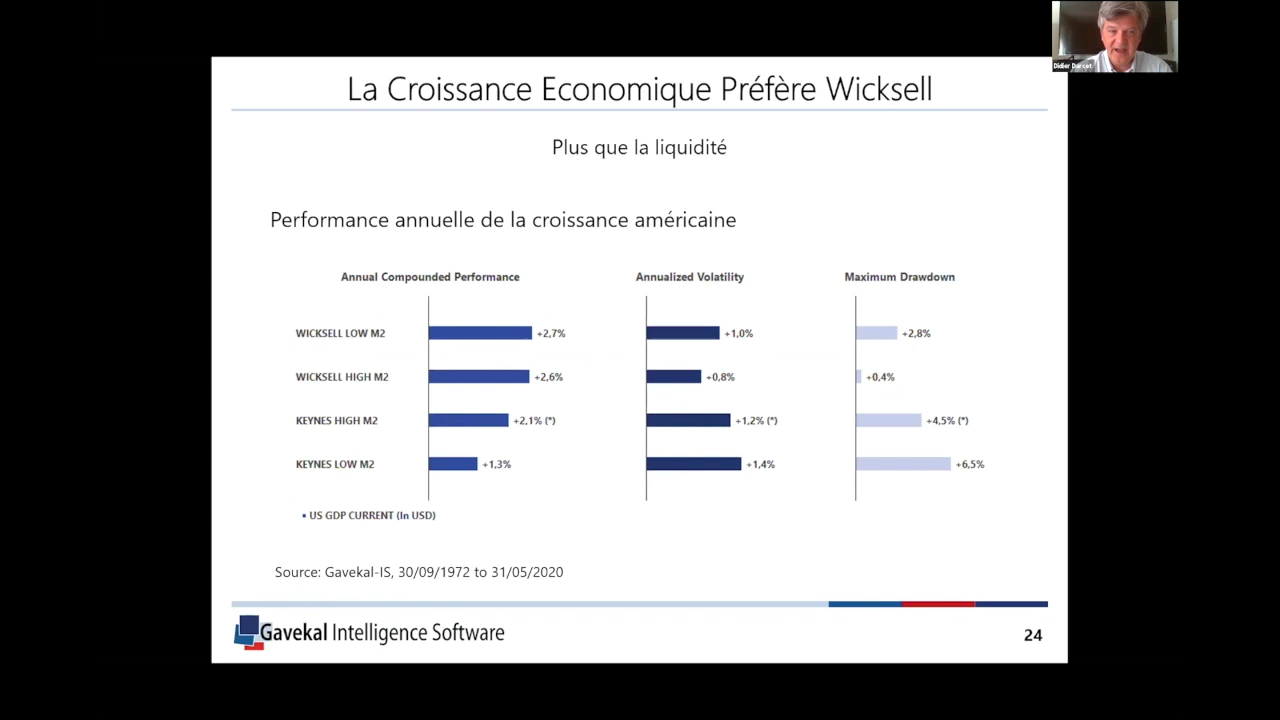 Didier Darcet
La Croissance Economique Préfère Wicksell
Plus que la liquidité
Performance annuelle de la croissance américaine
Annual Compounded Performance Annualized Volatility Maximum Drawdown
WICKSELL LOW M2 +2,7% +1,0% +2,8%
WICKSELL HIGH M2 +2,6% +0,8% +0,4%
KEYNES HIGH M2 +2,1% (*) +1,2% (*) +4,5% (*)
KEYNES LOW M2 +1,3% +1,4% +6,5%
▪ US GDP CURRENT (In USD)
Source: Gavekal-IS, 30/09/1972 to 31/05/2020
Gavekal Intelligence Software
24